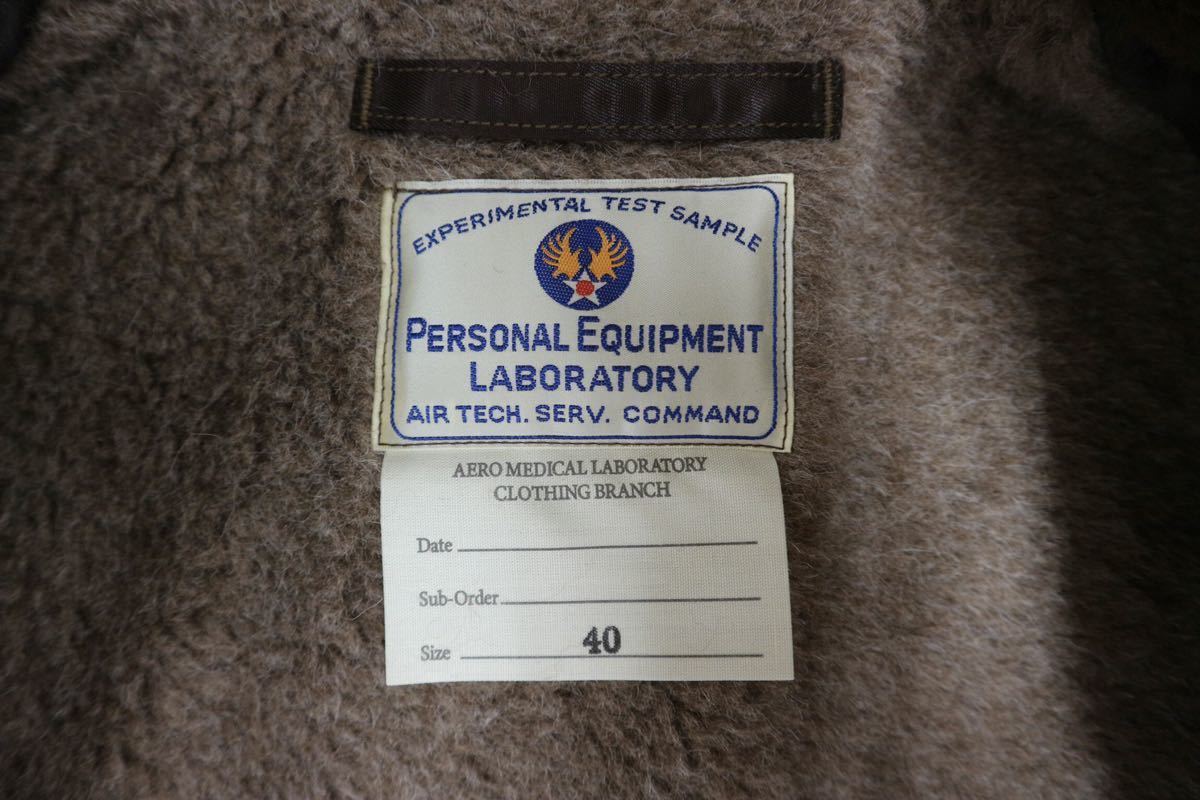 EXPERIMENTAL TEST SAMPLE
PERSONAL EQUIPMENT
LABORATORY
AIR TECH. SERV. COMMAND
AERO MEDICAL LABORATORY
CLOTHING BRANCH
Date
Sub-Order
Size 40